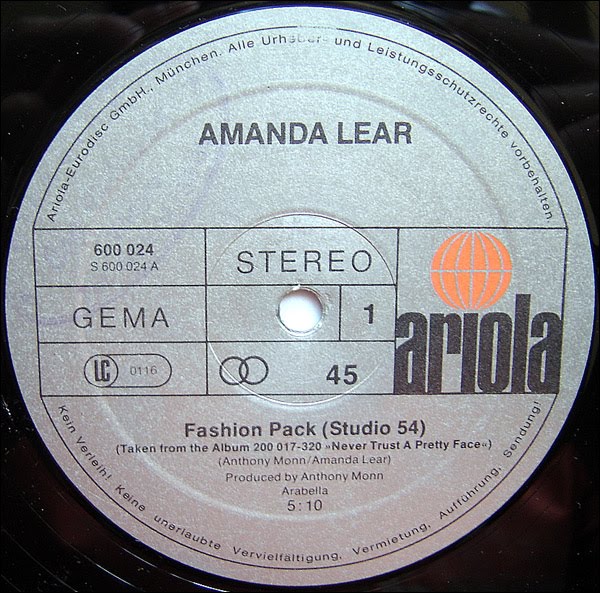 Ariola-Eurodisc GmbH., München. Alle Urheber- und Leistungsschutzrechte vorbehalten.
AMANDA LEAR
600 024
S 600 024 A
STEREO
GEMA
1
LC 0116
45
ariola
Fashion Pack (Studio 54)
(Taken from the Album 200 017-320 »Never Trust A Pretty Face«)
(Anthony Monn/Amanda Lear)
Produced by Anthony Monn
Arabella
5:10
Kein Verleih! Keine unerlaubte Vervielfältigung, Vermietung, Aufführung, Sendung!